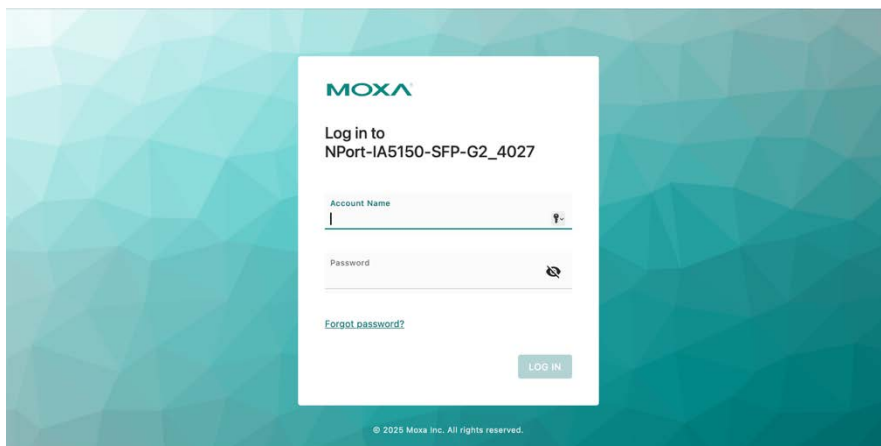 MOXA
Log in to
NPort-IA5150-SFP-G2_4027
Account Name
Password
Forgot password?
LOG IN
© 2025 Moxa Inc. All rights reserved.